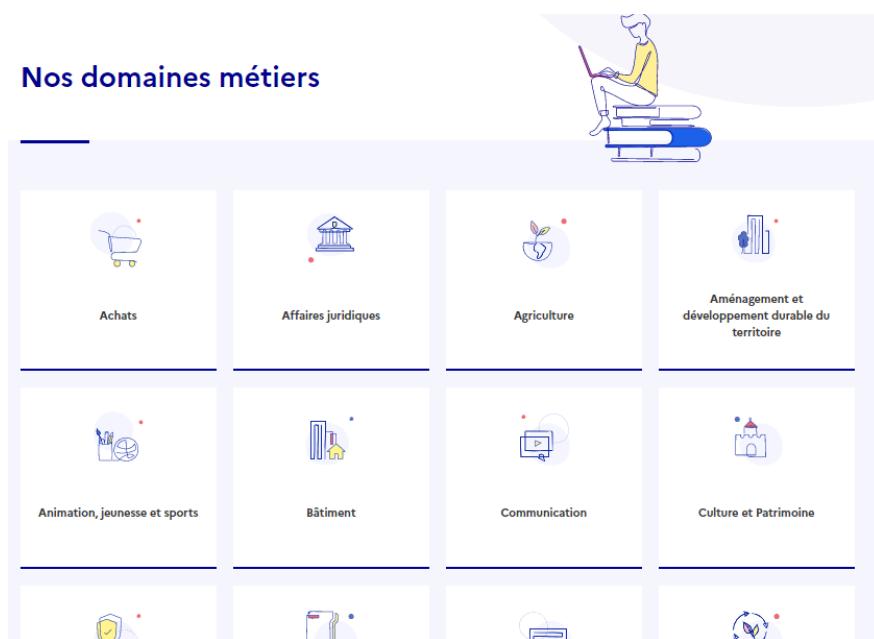 Nos domaines métiers
Achats
Affaires juridiques
Agriculture
Aménagement et
développement durable du
territoire
Animation, jeunesse et sports
Bâtiment
Communication
Culture et Patrimoine